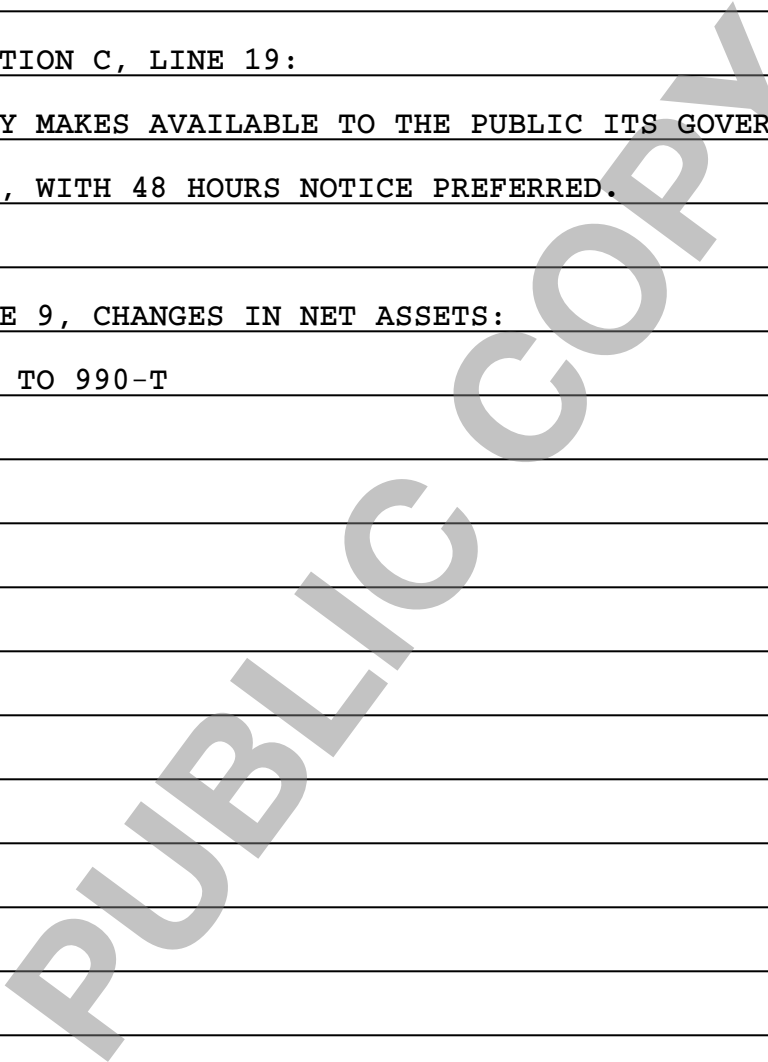 TION C, LINE 19:
Y MAKES AVAILABLE TO THE PUBLIC ITS GOVER
, WITH 48 HOURS NOTICE PREFERRED.
E 9, CHANGES IN NET ASSETS:
TO 990-T
PUBLIC COPY